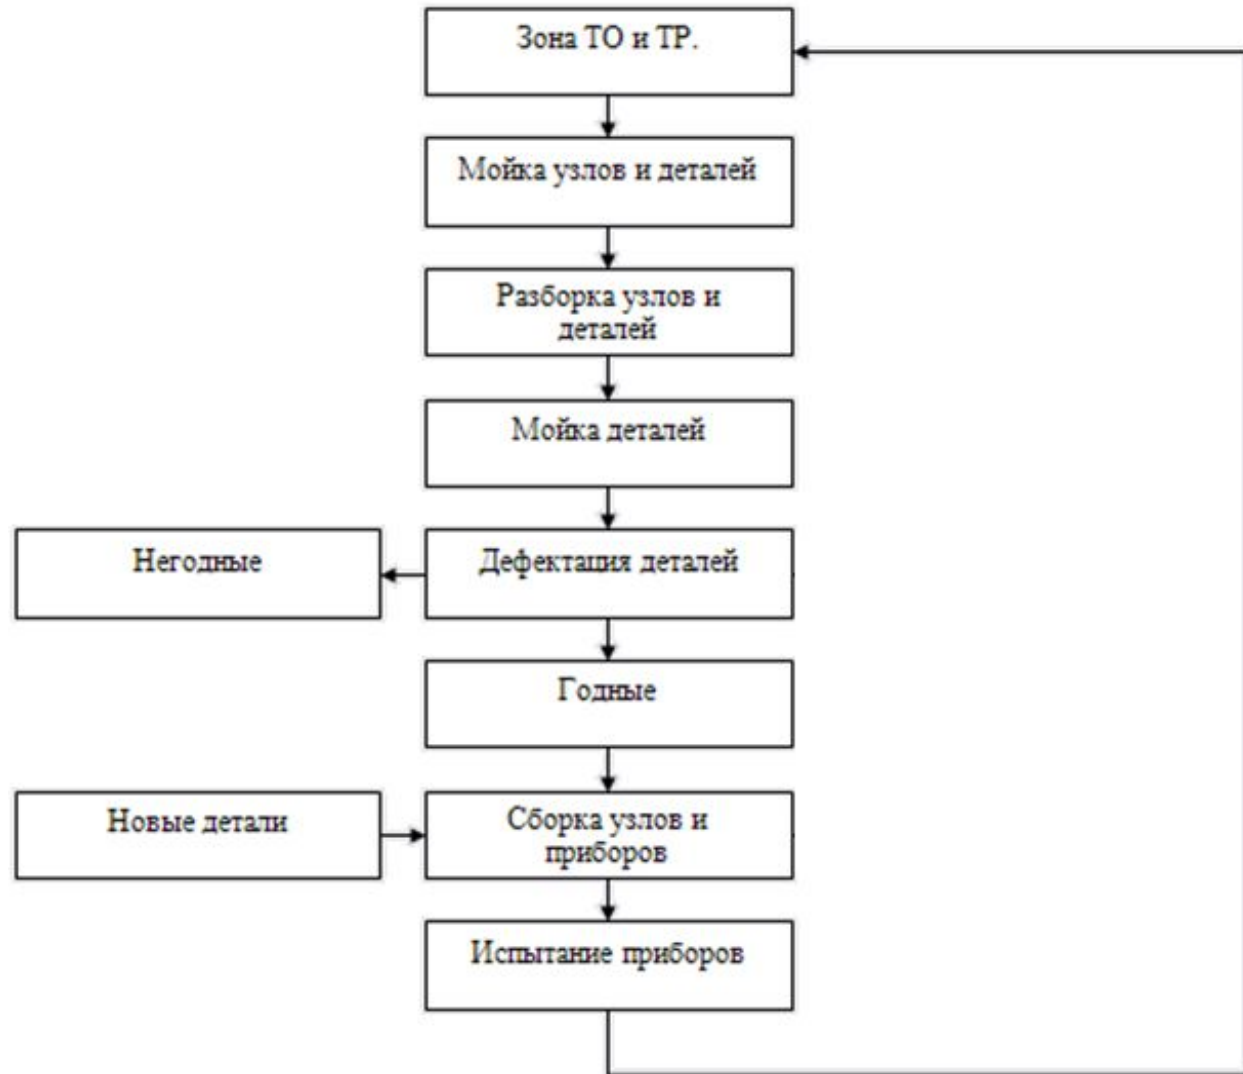 Зона ТО и ТР.
Мойка узлов и деталей
Разборка узлов и
деталей
Мойка деталей
Негодные
Дефектация деталей
Годные
Новые детали
Сборка узлов и
приборов
Испытание приборов